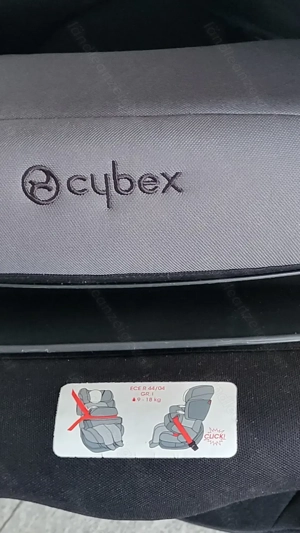 cybex
ECE R 44/04
GR I
9 - 18 kg
CLICK!